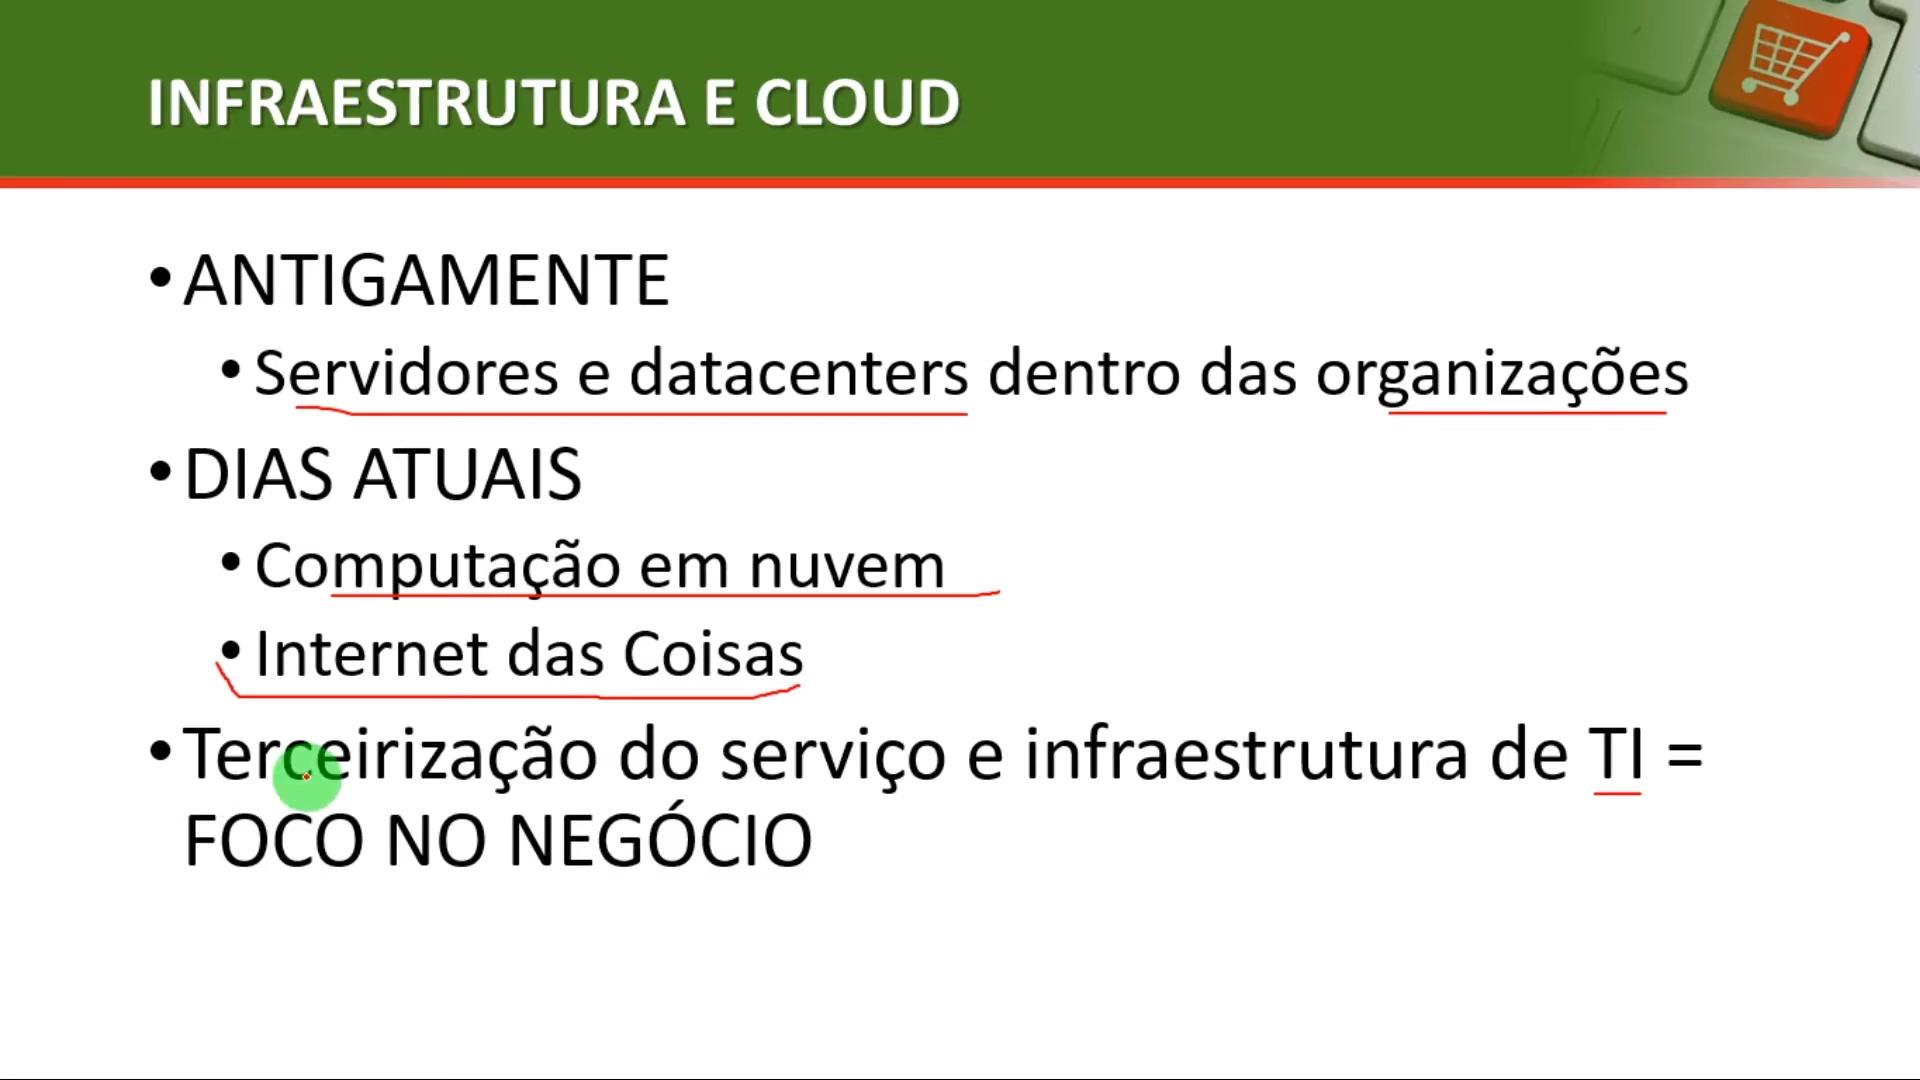 INFRAESTRUTURA E CLOUD
•ANTIGAMENTE
•Servidores e datacenters dentro das organizações
•DIAS ATUAIS
•Computação em nuvem
•Internet das Coisas
•Terceirização do serviço e infraestrutura de TI =
FOCO NO NEGÓCIO